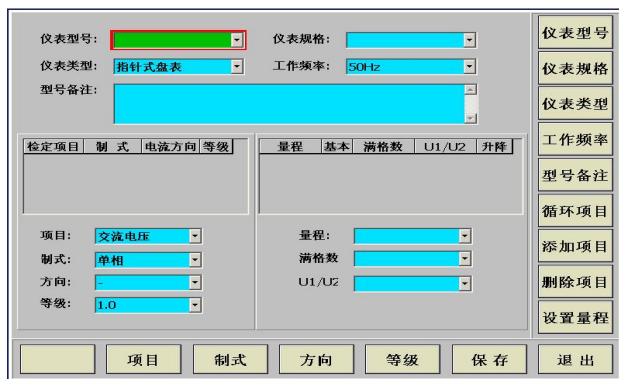 仪表型号: 仪表规格: 仪表型号
仪表类型: 指针式盘表 工作频率: 50Hz 仪表规格
型号备注: 仪表类型
检定项目 制 式 电流方向 等级 量程 基本 满格数 U1/U2 升降 工作频率
型号备注
循环项目
项目: 交流电压 量程: 添加项目
制式: 单相 满格数
方向: - U1/U2 删除项目
等级: 1.0 设置量程
项目 制式 方向 等级 保存 退出